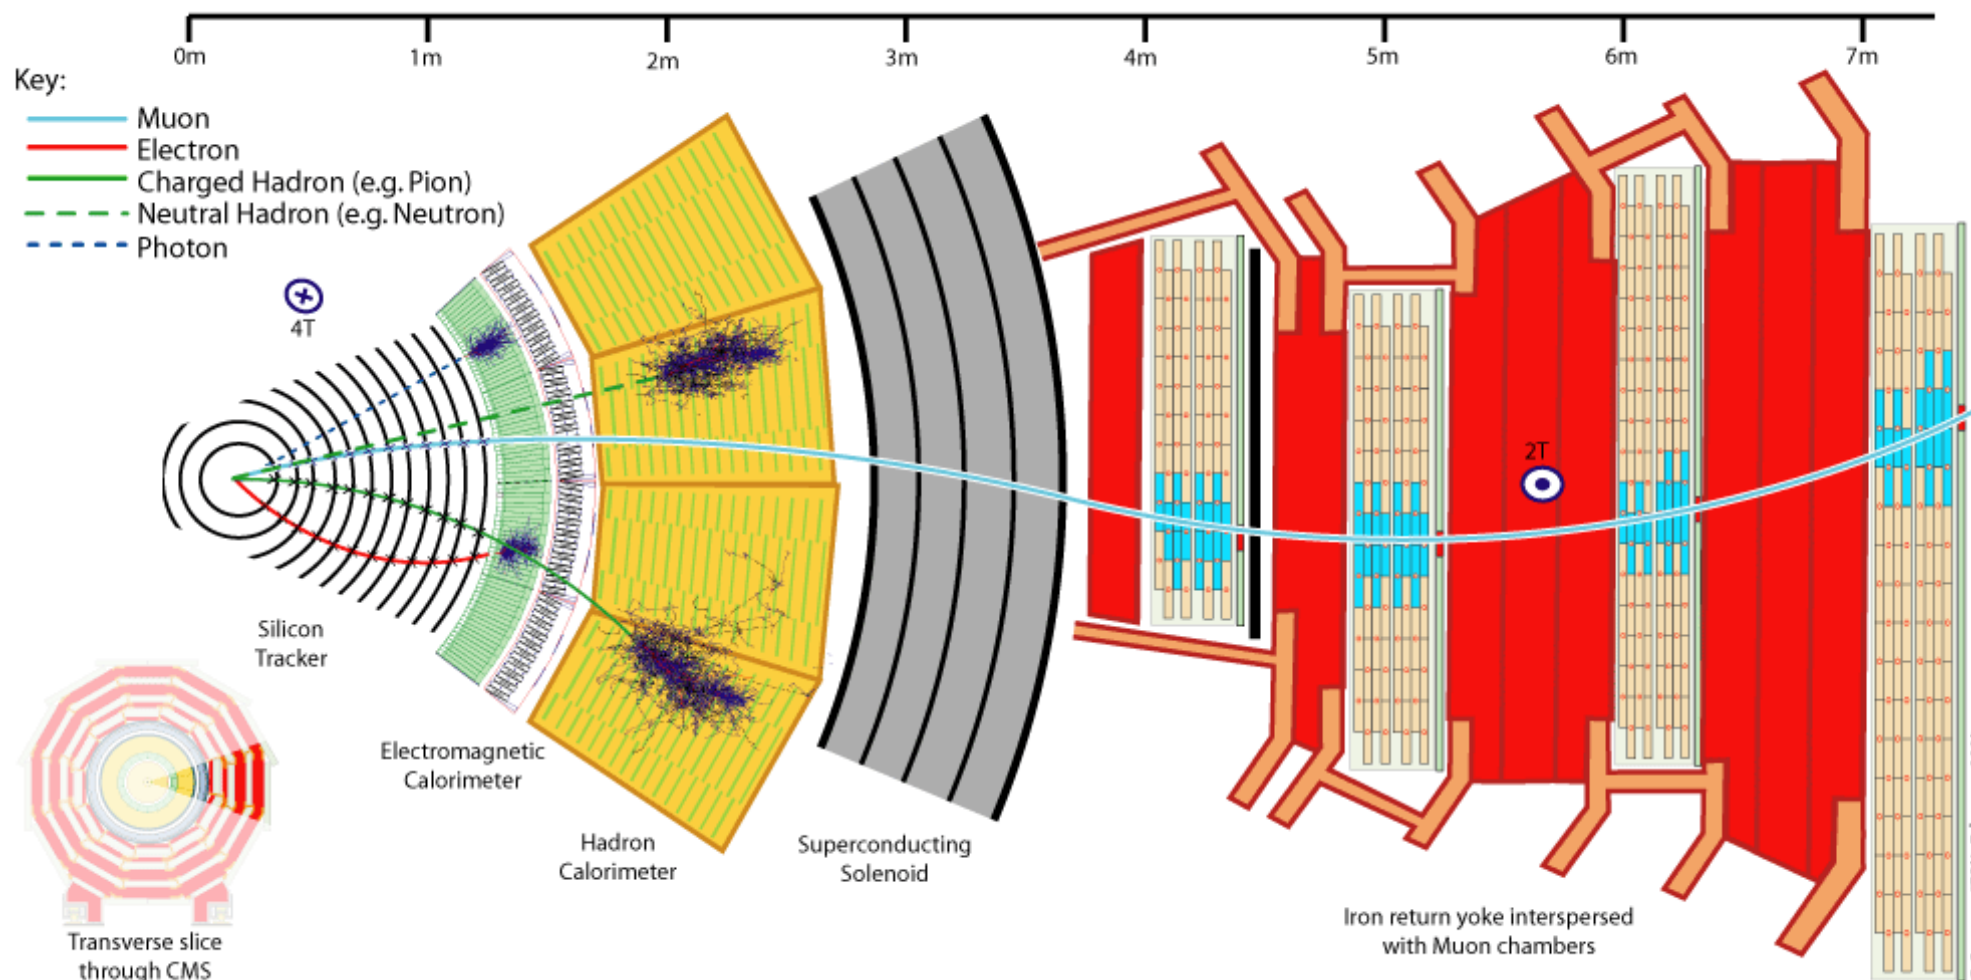 0m 1m 2m 3m 4m 5m 6m 7m
Key:
Muon
Electron
Charged Hadron (e.g. Pion)
Neutral Hadron (e.g. Neutron)
Photon
4T
2T
Silicon
Tracker
Electromagnetic
Calorimeter
Hadron
Calorimeter
Superconducting
Solenoid
Iron return yoke interspersed
with Muon chambers
Transverse slice
through CMS